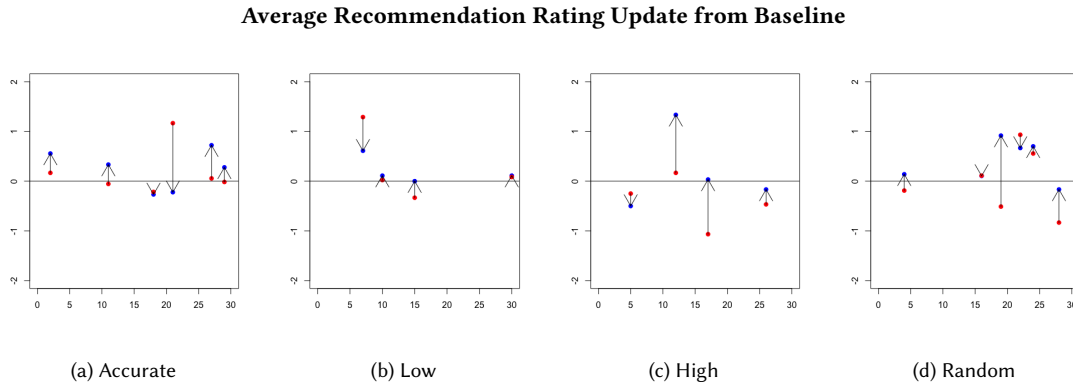 Average Recommendation Rating Update from Baseline
2 2 2 2
1 1 1 1
0 0 0 0
-1 -1 -1 -1
-2 -2 -2 -2
0 5 10 15 20 25 30 0 5 10 15 20 25 30 0 5 10 15 20 25 30 0 5 10 15 20 25 30
(a) Accurate (b) Low (c) High (d) Random